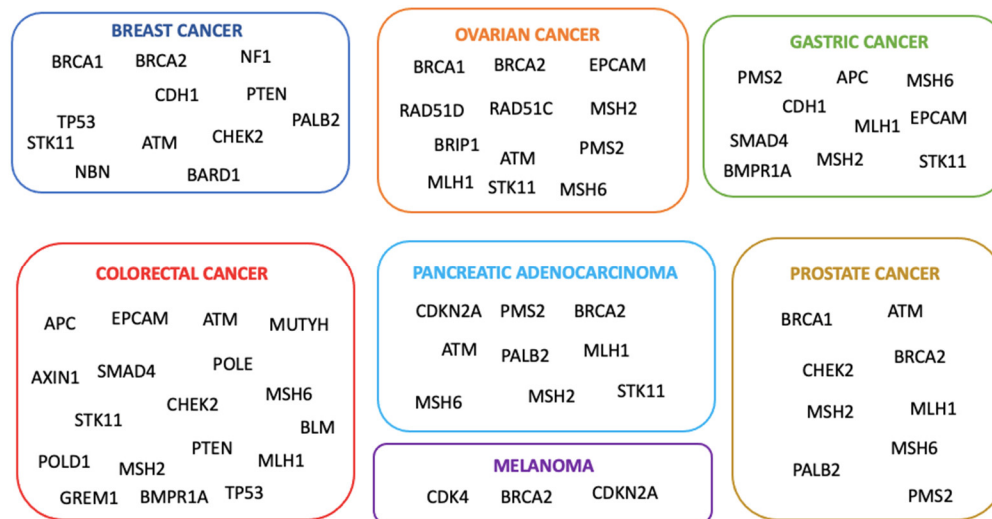 BREAST CANCER
BRCA1 BRCA2 NF1
CDH1 PTEN
TP53 PALB2
STK11 ATM CHEK2
NBN BARD1
OVARIAN CANCER
BRCA1 BRCA2 EPCAM
RAD51D RAD51C MSH2
BRIP1 ATM PMS2
MLH1 STK11 MSH6
GASTRIC CANCER
PMS2 APC MSH6
CDH1 MLH1 EPCAM
SMAD4
BMPR1A MSH2 STK11
COLORECTAL CANCER
APC EPCAM ATM MUTYH
AXIN1 SMAD4 POLE
STK11 CHEK2 MSH6
BLM
POLD1 MSH2 PTEN MLH1
GREM1 BMPR1A TP53
PANCREATIC ADENOCARCINOMA
CDKN2A PMS2 BRCA2
ATM PALB2 MLH1
MSH6 MSH2 STK11
MELANOMA
CDK4 BRCA2 CDKN2A
PROSTATE CANCER
BRCA1 ATM
CHEK2 BRCA2
MSH2 MLH1
MSH6
PALB2
PMS2